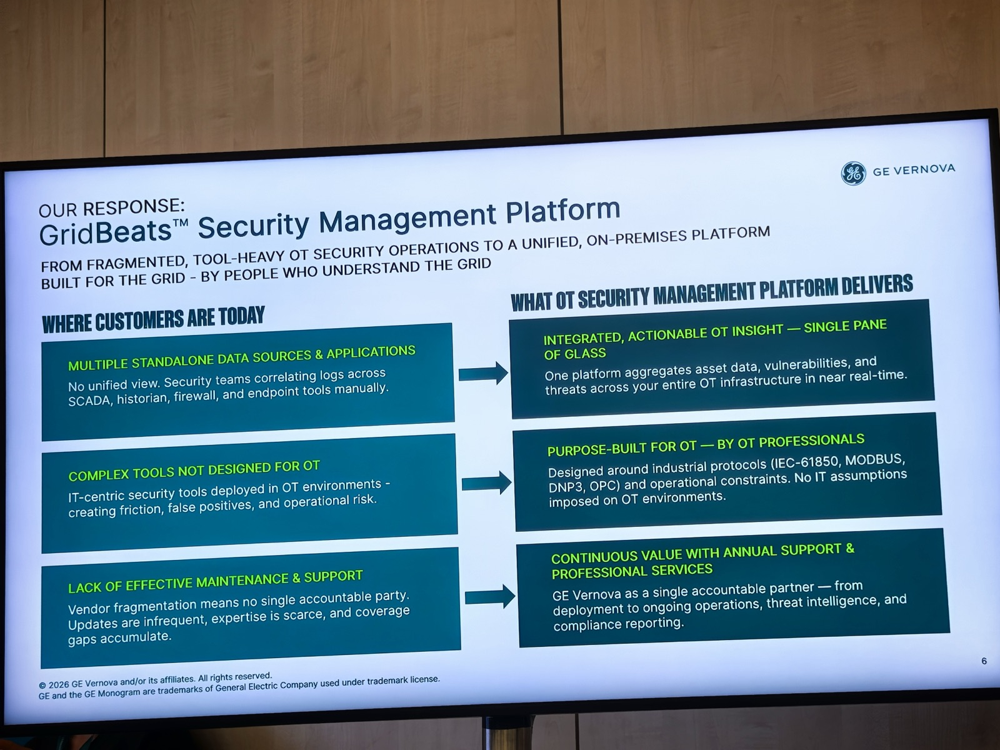 GE VERNOVA
OUR RESPONSE:
GridBeats™ Security Management Platform
FROM FRAGMENTED, TOOL-HEAVY OT SECURITY OPERATIONS TO A UNIFIED, ON-PREMISES PLATFORM
BUILT FOR THE GRID - BY PEOPLE WHO UNDERSTAND THE GRID
WHERE CUSTOMERS ARE TODAY
MULTIPLE STANDALONE DATA SOURCES & APPLICATIONS
No unified view. Security teams correlating logs across
SCADA, historian, firewall, and endpoint tools manually.
COMPLEX TOOLS NOT DESIGNED FOR OT
IT-centric security tools deployed in OT environments -
creating friction, false positives, and operational risk.
LACK OF EFFECTIVE MAINTENANCE & SUPPORT
Vendor fragmentation means no single accountable party.
Updates are infrequent, expertise is scarce, and coverage
gaps accumulate.
WHAT OT SECURITY MANAGEMENT PLATFORM DELIVERS
INTEGRATED, ACTIONABLE OT INSIGHT — SINGLE PANE
OF GLASS
One platform aggregates asset data, vulnerabilities, and
threats across your entire OT infrastructure in near real-time.
PURPOSE-BUILT FOR OT — BY OT PROFESSIONALS
Designed around industrial protocols (IEC-61850, MODBUS,
DNP3, OPC) and operational constraints. No IT assumptions
imposed on OT environments.
CONTINUOUS VALUE WITH ANNUAL SUPPORT &
PROFESSIONAL SERVICES
GE Vernova as a single accountable partner — from
deployment to ongoing operations, threat intelligence, and
compliance reporting.
© 2026 GE Vernova and/or its affiliates. All rights reserved.
GE and the GE Monogram are trademarks of General Electric Company used under trademark license.
6